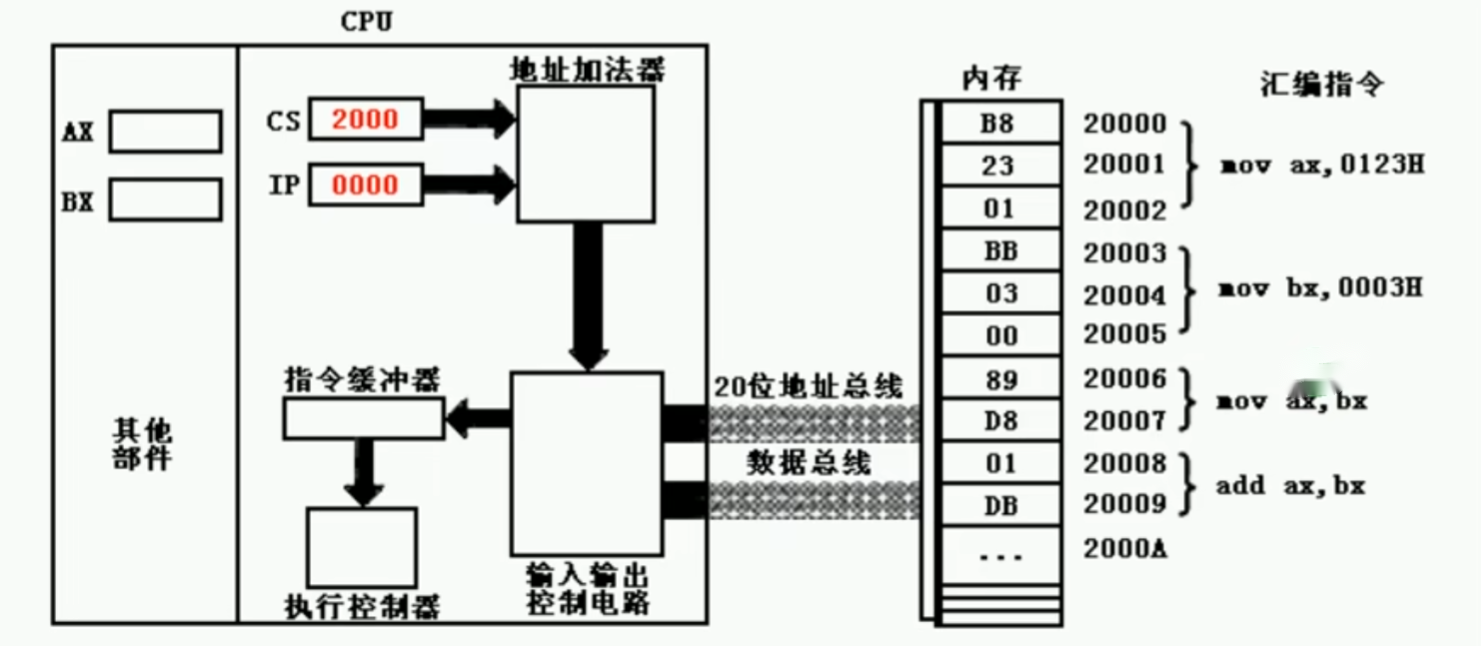 CPU
地址加法器
CS 2000
IP 0000
AX
BX
其他
部件
指令缓冲器
执行控制器
输入输出
控制电路
20位地址总线
数据总线
内存
汇编指令
B8 20000
23 20001 mov ax,0123H
01 20002
BB 20003
03 20004 mov bx,0003H
00 20005
89 20006
D8 20007 mov ax,bx
01 20008
DB 20009 add ax,bx
... 2000A